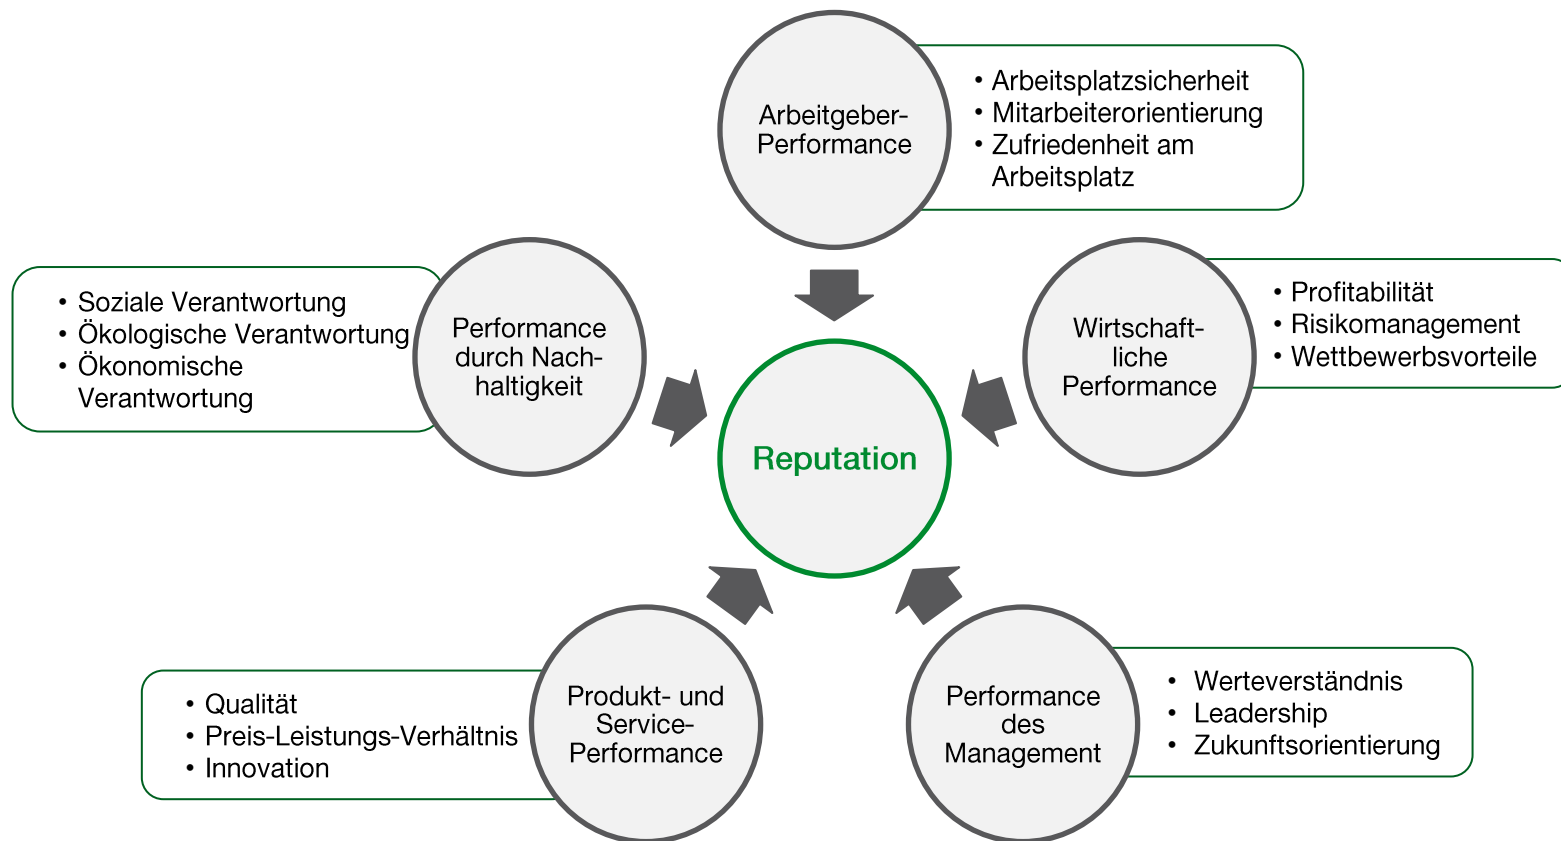 Arbeitgeber-
Performance
• Arbeitsplatzsicherheit
• Mitarbeiterorientierung
• Zufriedenheit am
Arbeitsplatz
• Soziale Verantwortung
• Ökologische Verantwortung
• Ökonomische
Verantwortung
Performance
durch Nach-
haltigkeit
Wirtschaft-
liche
Performance
• Profitabilität
• Risikomanagement
• Wettbewerbsvorteile
Reputation
• Qualität
• Preis-Leistungs-Verhältnis
• Innovation
Produkt- und
Service-
Performance
Performance
des
Management
• Werteverständnis
• Leadership
• Zukunftsorientierung